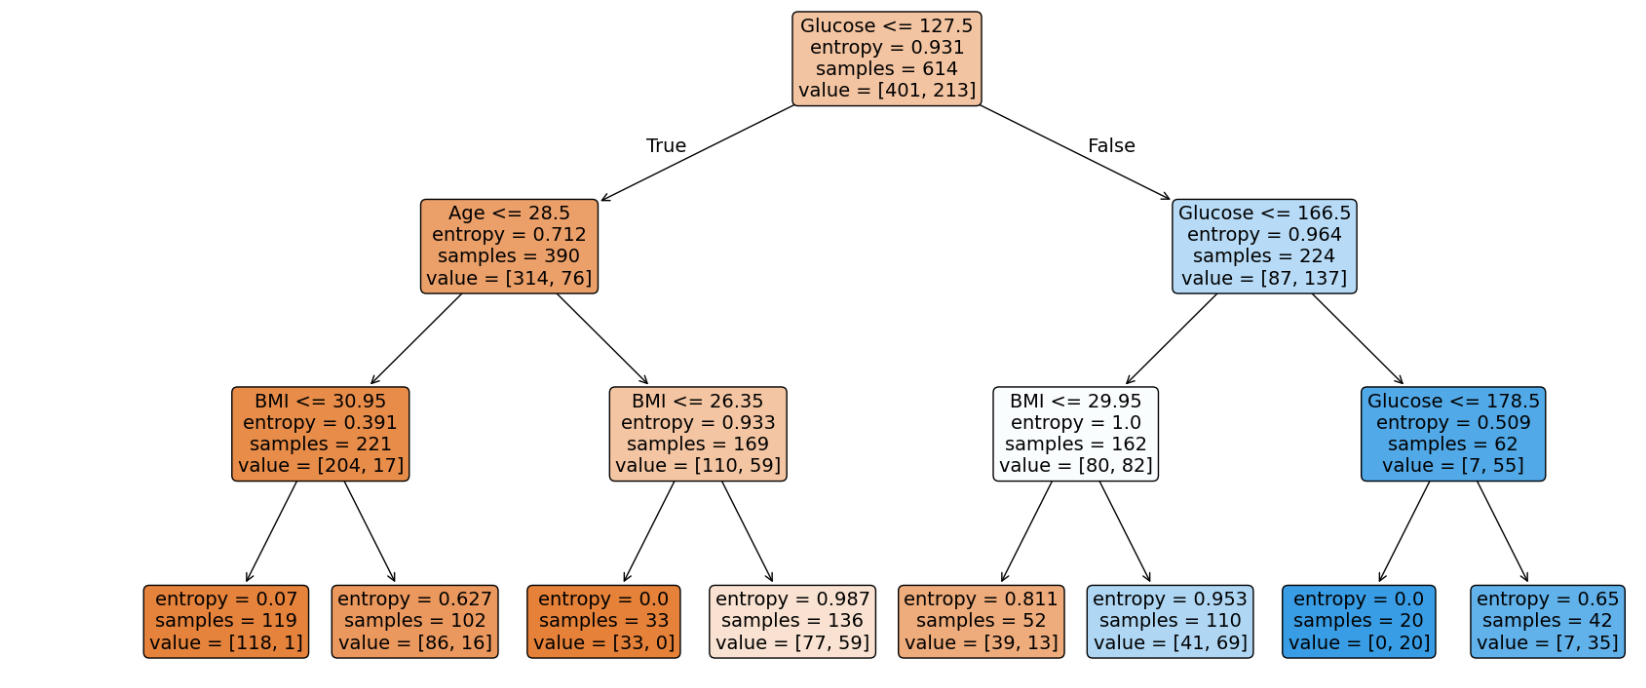 Glucose <= 127.5
entropy = 0.931
samples = 614
value = [401, 213]
True
False
Age <= 28.5
entropy = 0.712
samples = 390
value = [314, 76]
Glucose <= 166.5
entropy = 0.964
samples = 224
value = [87, 137]
BMI <= 30.95
entropy = 0.391
samples = 221
value = [204, 17]
BMI <= 26.35
entropy = 0.933
samples = 169
value = [110, 59]
BMI <= 29.95
entropy = 1.0
samples = 162
value = [80, 82]
Glucose <= 178.5
entropy = 0.509
samples = 62
value = [7, 55]
entropy = 0.07
samples = 119
value = [118, 1]
entropy = 0.627
samples = 102
value = [86, 16]
entropy = 0.0
samples = 33
value = [33, 0]
entropy = 0.987
samples = 136
value = [77, 59]
entropy = 0.811
samples = 52
value = [39, 13]
entropy = 0.953
samples = 110
value = [41, 69]
entropy = 0.0
samples = 20
value = [0, 20]
entropy = 0.65
samples = 42
value = [7, 35]